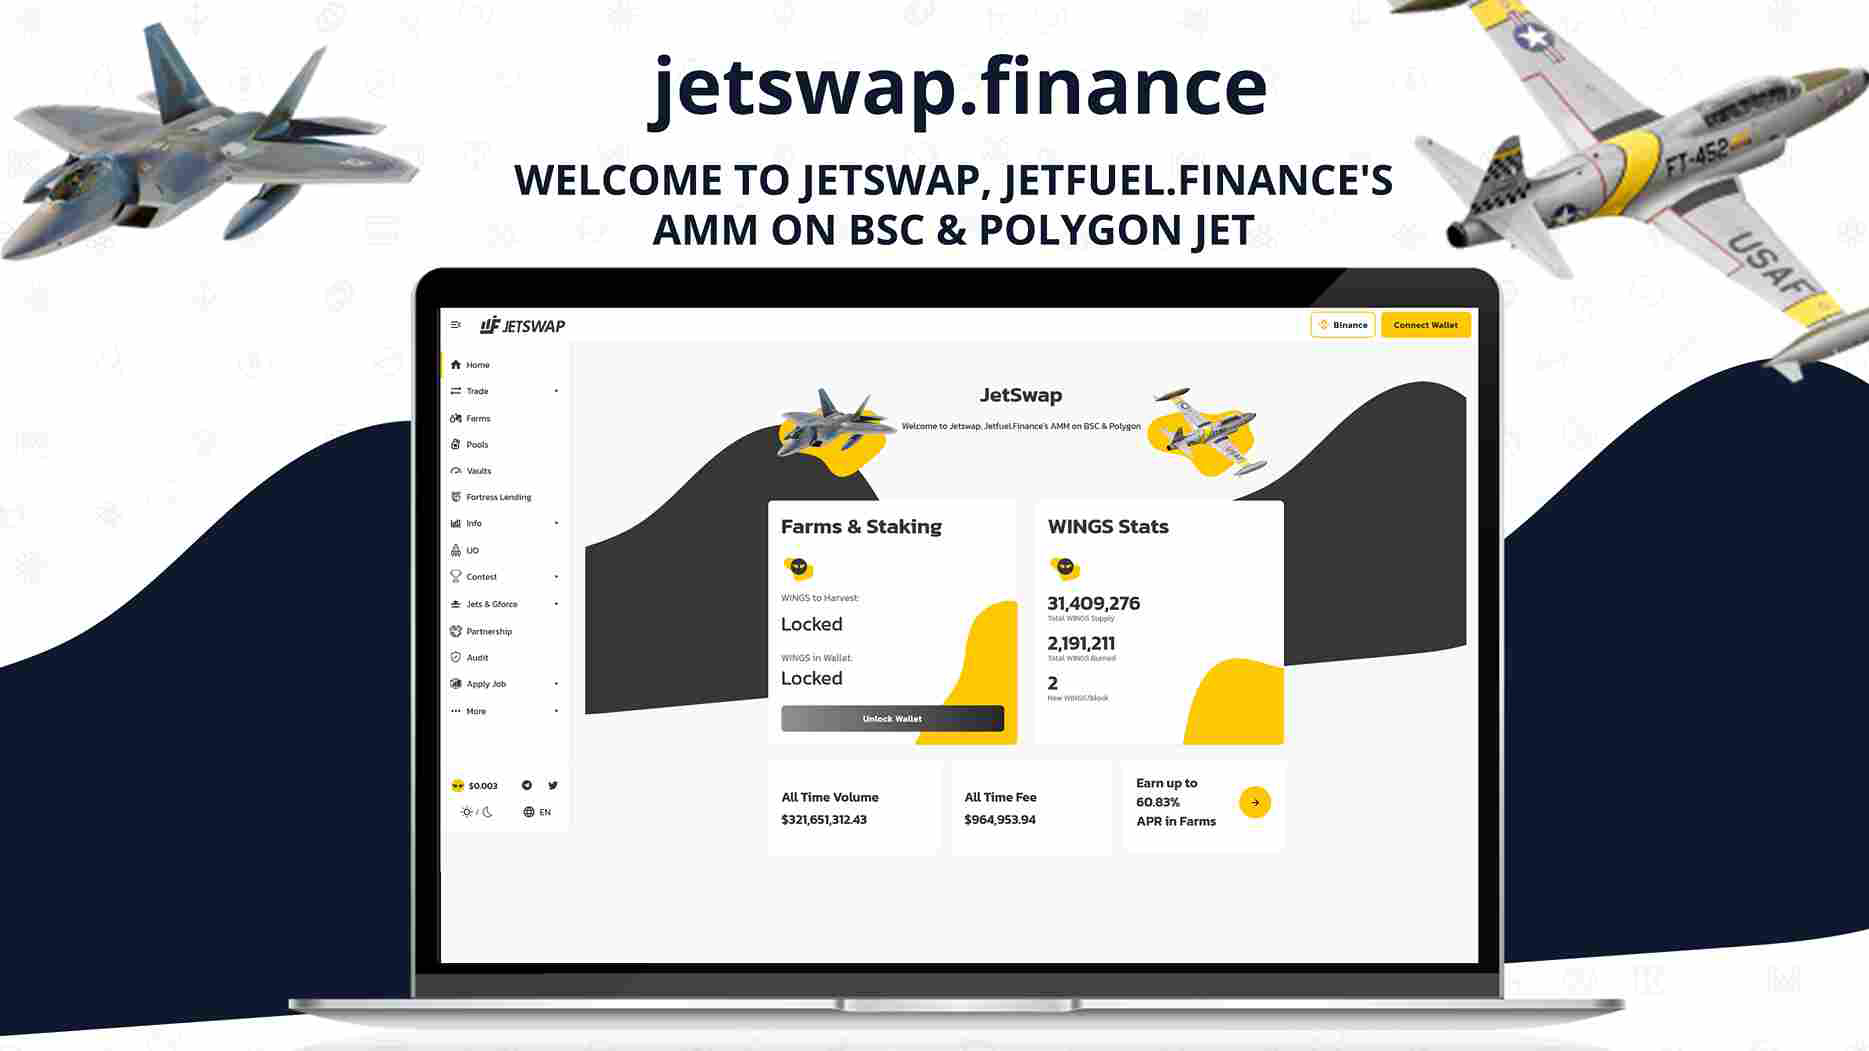 jetswap.finance
WELCOME TO JETSWAP, JETFUEL.FINANCE'S
AMM ON BSC & POLYGON JET
FT-452
USAF
JETSWAP
Binance
Connect Wallet
Home
Trade
Farms
Pools
Vaults
Fortress Lending
Info
IJO
Contest
Jets & Gforce
Partnership
Audit
Apply Job
More
$0.003
/
EN
JetSwap
Welcome to Jetswap, Jetfuel.Finance's AMM on BSC & Polygon
USAF
Farms & Staking
WINGS to Harvest:
Locked
WINGS in Wallet:
Locked
Unlock Wallet
WINGS Stats
31,409,276
Total WINGS Supply
2,191,211
Total WINGS Burned
2
New WINGS/block
All Time Volume
$321,651,312.43
All Time Fee
$964,953.94
Earn up to
60.83%
APR in Farms